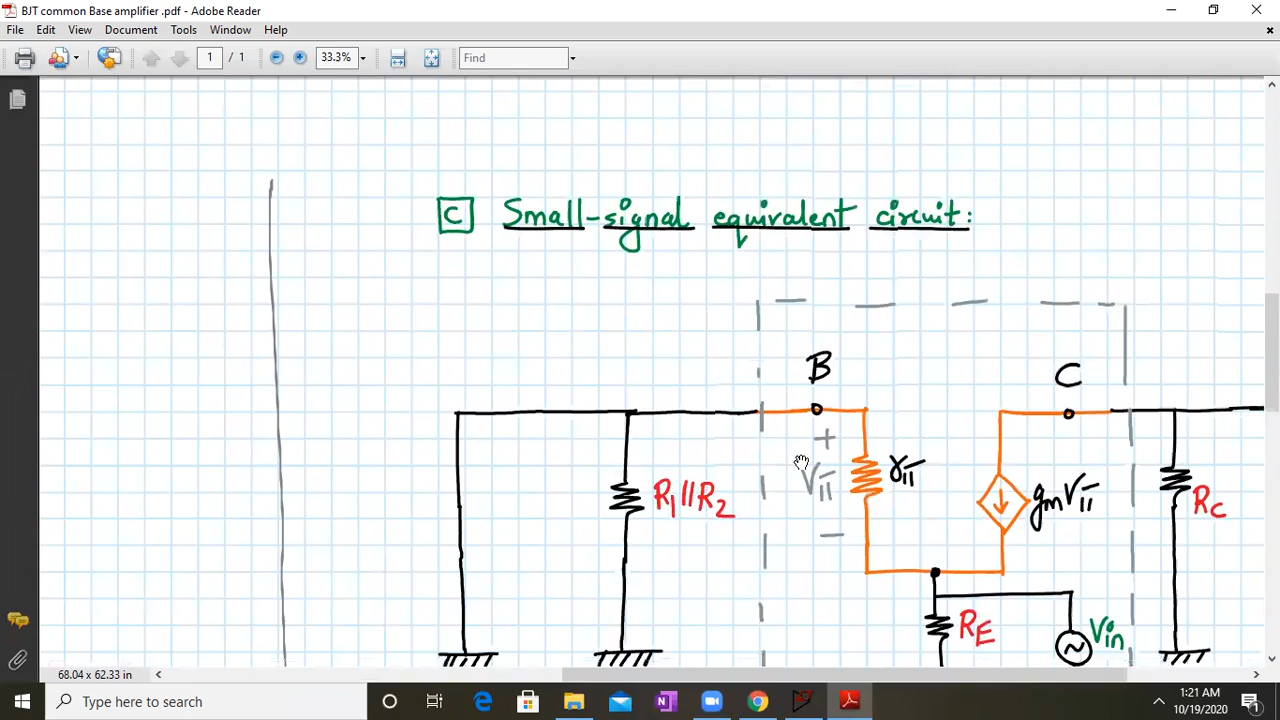 BJT common Base amplifier .pdf - Adobe Reader
File Edit View Document Tools Window Help
1 / 1 33.3% Find
C Small-signal equivalent circuit:
B
C
+
Vπ
rπ
gmVπ
R1//R2
RC
−
RE
Vin
68.04 x 62.33 in
Type here to search
1:21 AM
10/19/2020
1